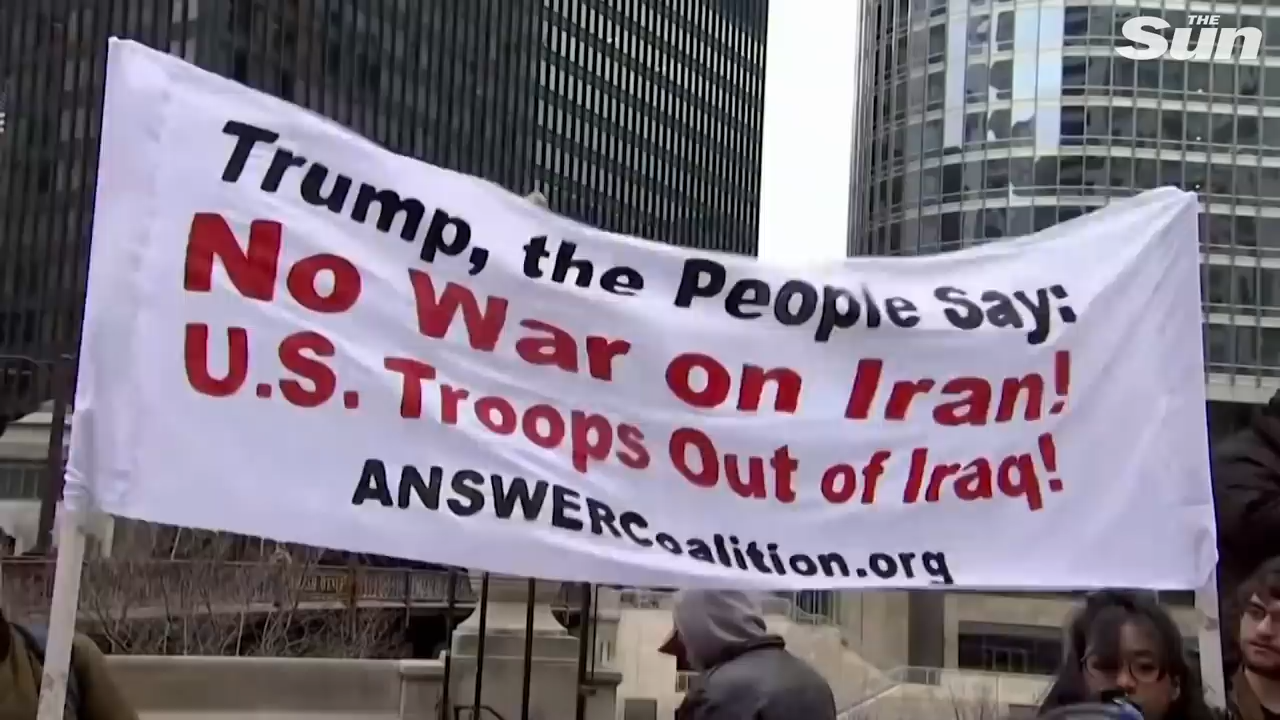 THE
Sun
Trump, the People Say:
No War on Iran!
U.S. Troops Out of Iraq!
ANSWERCoalition.org